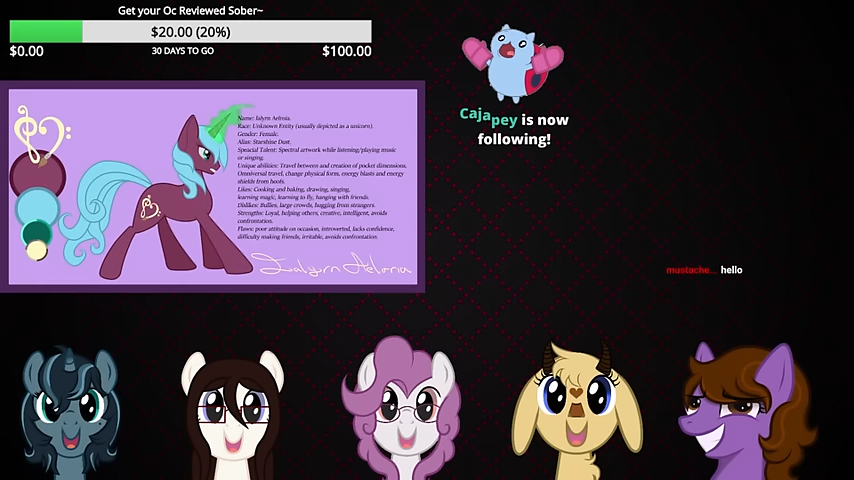 Get your Oc Reviewed Sober~
$20.00 (20%)
$0.00 30 DAYS TO GO $100.00
Cajapey is now
following!
Name: Ialyrn Aeloria.
Race: Unknown Entity (usually depicted as a unicorn).
Gender: Female.
Alias: Starshine Dust.
Speacial Talent: Spectral artwork while listening/playing music
or singing.
Unique abilities: Travel between and creation of pocket dimensions,
Omniversal travel, change physical form, energy blasts and energy
shields from hoofs.
Likes: Cooking and baking, drawing, singing,
learning magic, learning to fly, hanging with friends.
Dislikes: Bullies, large crowds, hugging from strangers.
Strengths: Loyal, helping others, creative, intelligent, avoids
confrontation.
Flaws: poor attitude on occasion, introverted, lacks confidence,
difficulty making friends, irritable, avoids confrontation.
Ialyrn Aeloria
mustache... hello